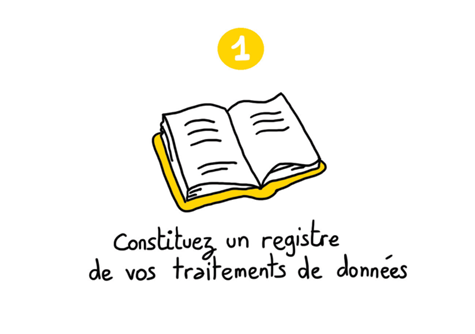 1
Constituez un registre
de vos traitements de données